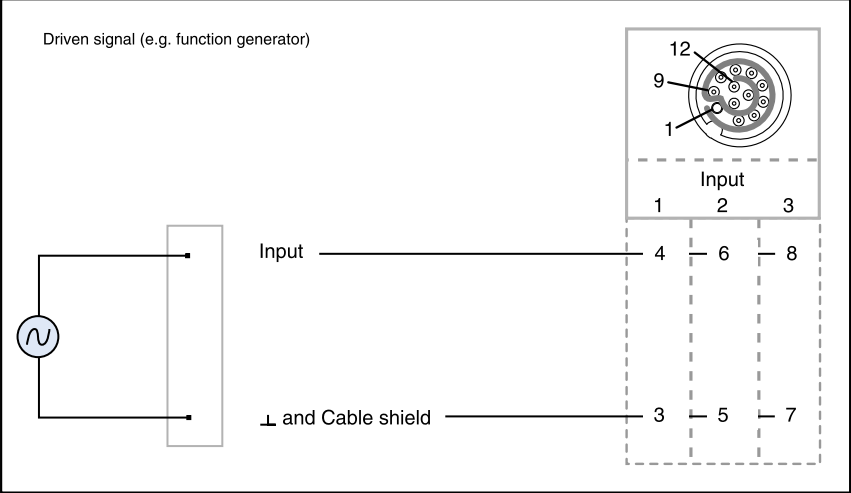 Driven signal (e.g. function generator)
12
9
1
Input
1 2 3
Input 4 6 8
⊥ and Cable shield 3 5 7